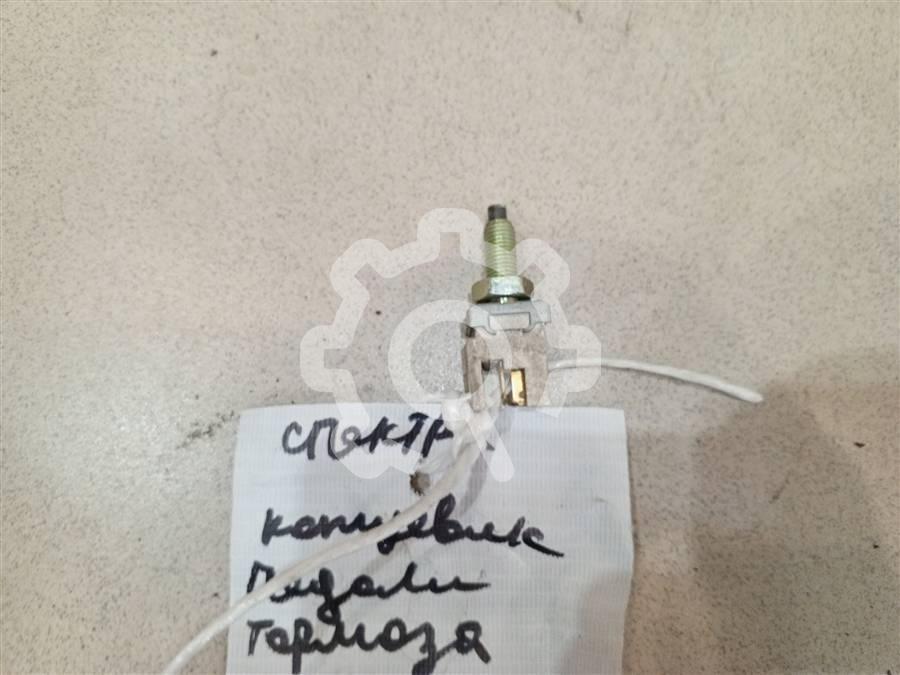 спектр
концевик
Педали
тормоза